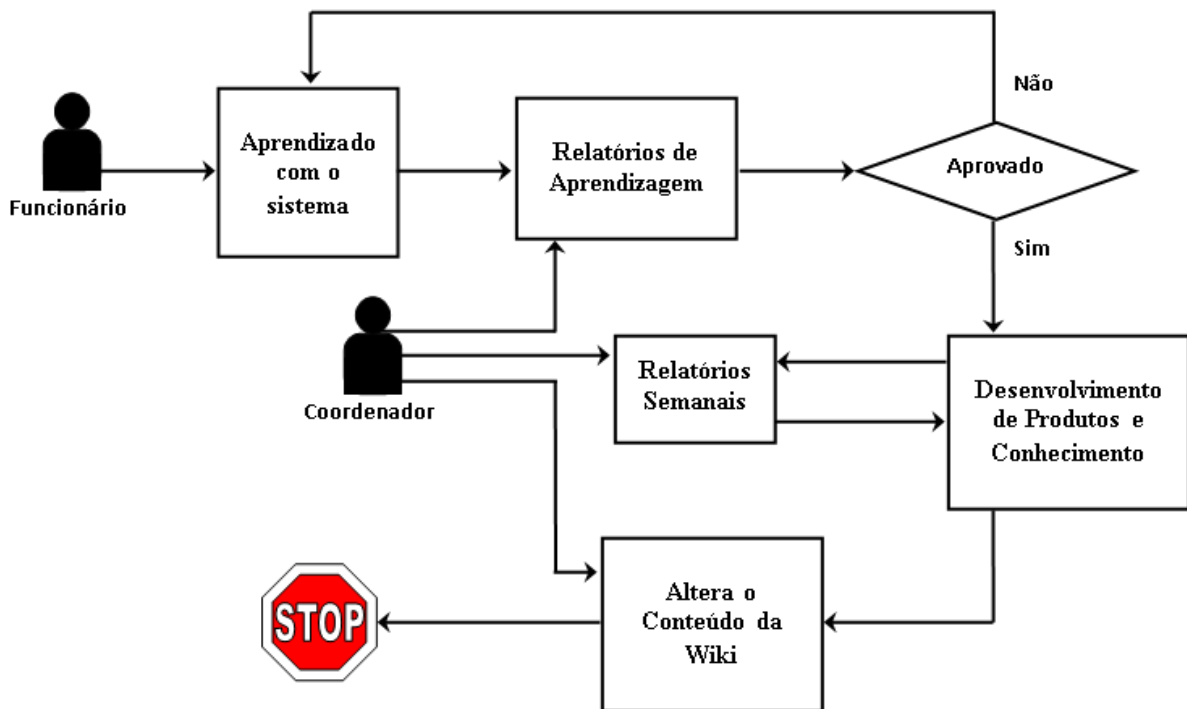 Não
Aprendizado
com o
sistema
Relatórios de
Aprendizagem
Aprovado
Funcionário
Sim
Relatórios
Semanais
Coordenador
Desenvolvimento
de Produtos e
Conhecimento
Altera o
Conteúdo da
Wiki
STOP